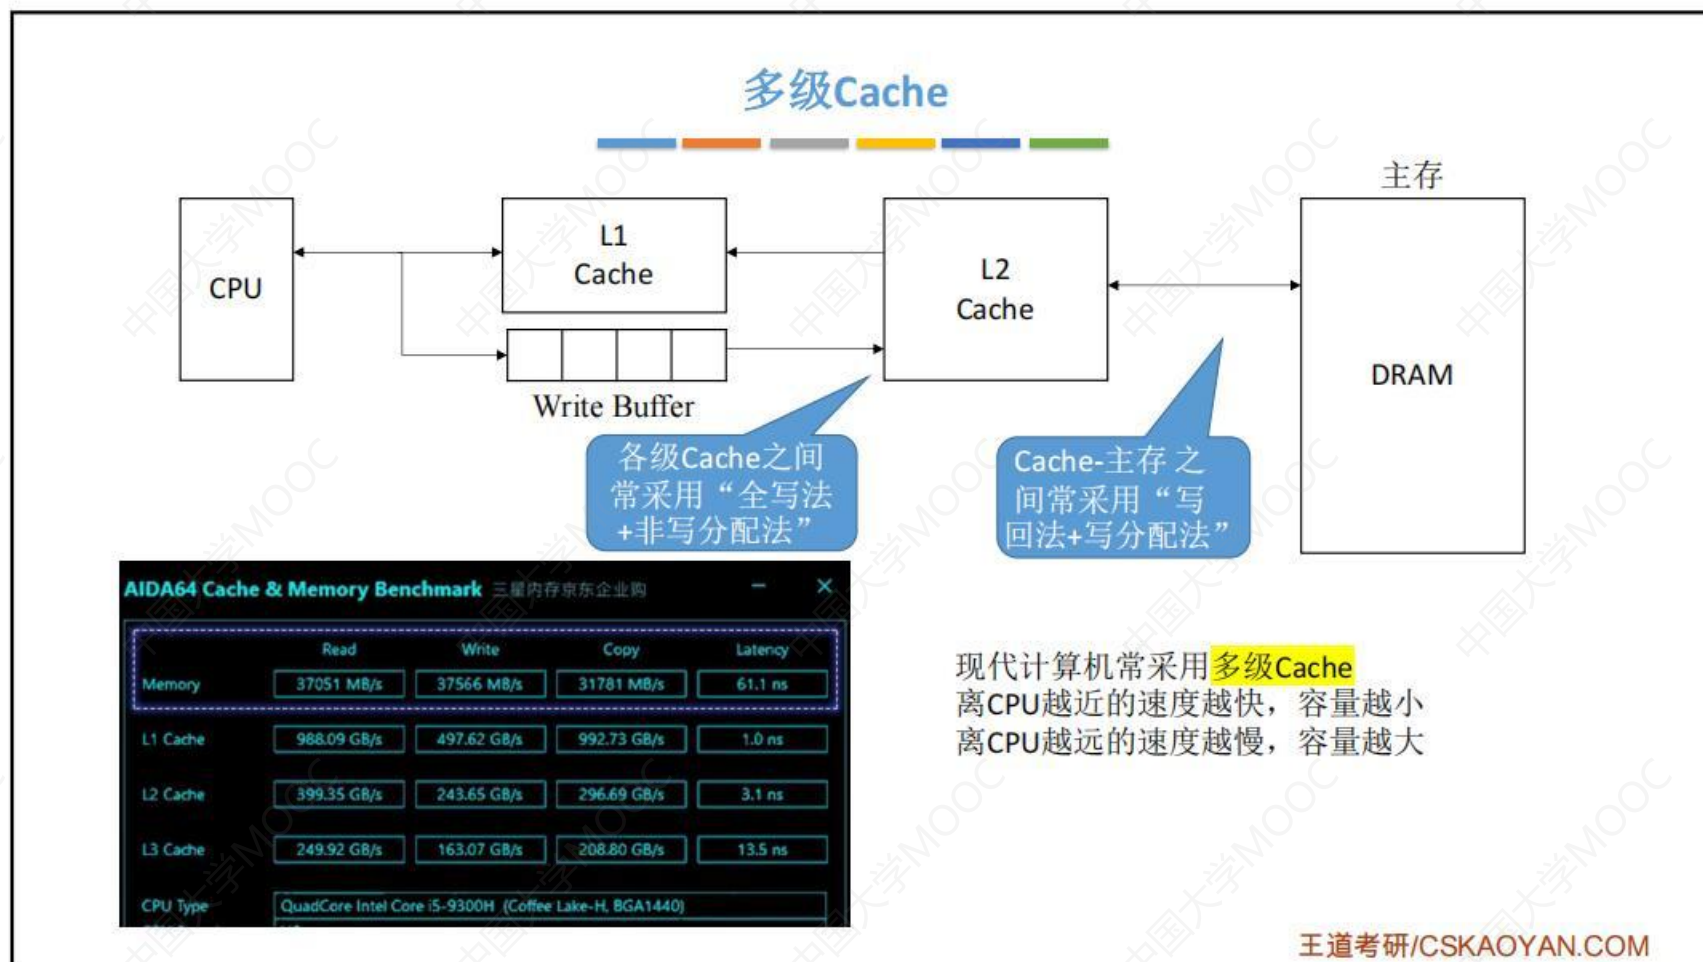 多级Cache
主存
CPU
L1
Cache
L2
Cache
DRAM
Write Buffer
各级Cache之间
常采用“全写法
+非写分配法”
Cache-主存 之
间常采用“写
回法+写分配法”
AIDA64 Cache & Memory Benchmark 三星内存京东企业购
Read Write Copy Latency
Memory 37051 MB/s 37566 MB/s 31781 MB/s 61.1 ns
L1 Cache 988.09 GB/s 497.62 GB/s 992.73 GB/s 1.0 ns
L2 Cache 399.35 GB/s 243.65 GB/s 296.69 GB/s 3.1 ns
L3 Cache 249.92 GB/s 163.07 GB/s 208.80 GB/s 13.5 ns
CPU Type QuadCore Intel Core i5-9300H (Coffee Lake-H, BGA1440)
现代计算机常采用多级Cache
离CPU越近的速度越快，容量越小
离CPU越远的速度越慢，容量越大
王道考研/CSKAOYAN.COM
中国大学MOOC